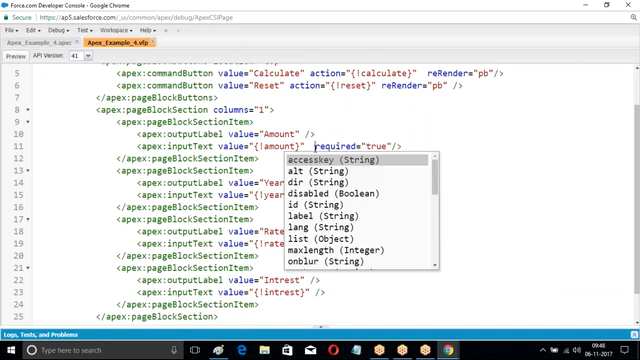 Force.com Developer Console - Google Chrome
Secure https://ap5.salesforce.com/_ui/common/apex/debug/ApexCSIPage
File Edit Debug Test Workspace Help < >
Apex_Example_4.apxc Apex_Example_4.vfp
Preview API Version: 41
5 <apex:commandButton value="Calculate" action="{!calculate}" reRender="pb"/>
6 <apex:commandButton value="Reset" action="{!reset}" reRender="pb" />
7 </apex:pageBlockButtons>
8 <apex:pageBlockSection columns="1">
9 <apex:pageBlockSectionItem>
10 <apex:outputLabel value="Amount" />
11 <apex:inputText value="{!amount}" required="true"/>
12 </apex:pageBlockSectionItem>
13 <apex:pageBlockSectionItem>
14 <apex:outputLabel value="Year
15 <apex:inputText value="{!year
16 </apex:pageBlockSectionItem>
17 <apex:pageBlockSectionItem>
18 <apex:outputLabel value="Rate
19 <apex:inputText value="{!rate
20 </apex:pageBlockSectionItem>
21 <apex:pageBlockSectionItem>
22 <apex:outputLabel value="Intrest" />
23 <apex:inputText value="{!intrest}" />
24 </apex:pageBlockSectionItem>
25 </apex:pageBlockSection>
accesskey (String)
alt (String)
dir (String)
disabled (Boolean)
id (String)
label (String)
lang (String)
list (Object)
maxlength (Integer)
onblur (String)
Logs, Tests, and Problems
Type here to search
09:48
06-11-2017